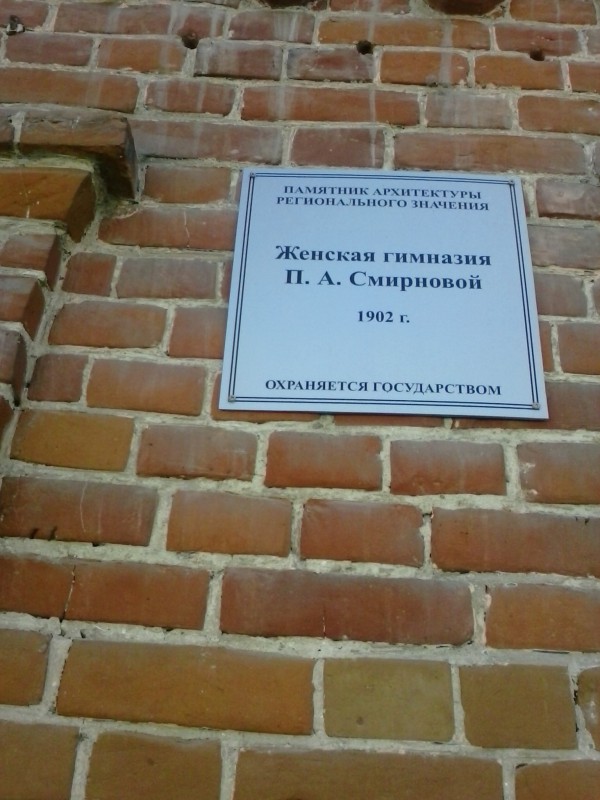 ПАМЯТНИК АРХИТЕКТУРЫ
РЕГИОНАЛЬНОГО ЗНАЧЕНИЯ
Женская гимназия
П. А. Смирновой
1902 г.
ОХРАНЯЕТСЯ ГОСУДАРСТВОМ